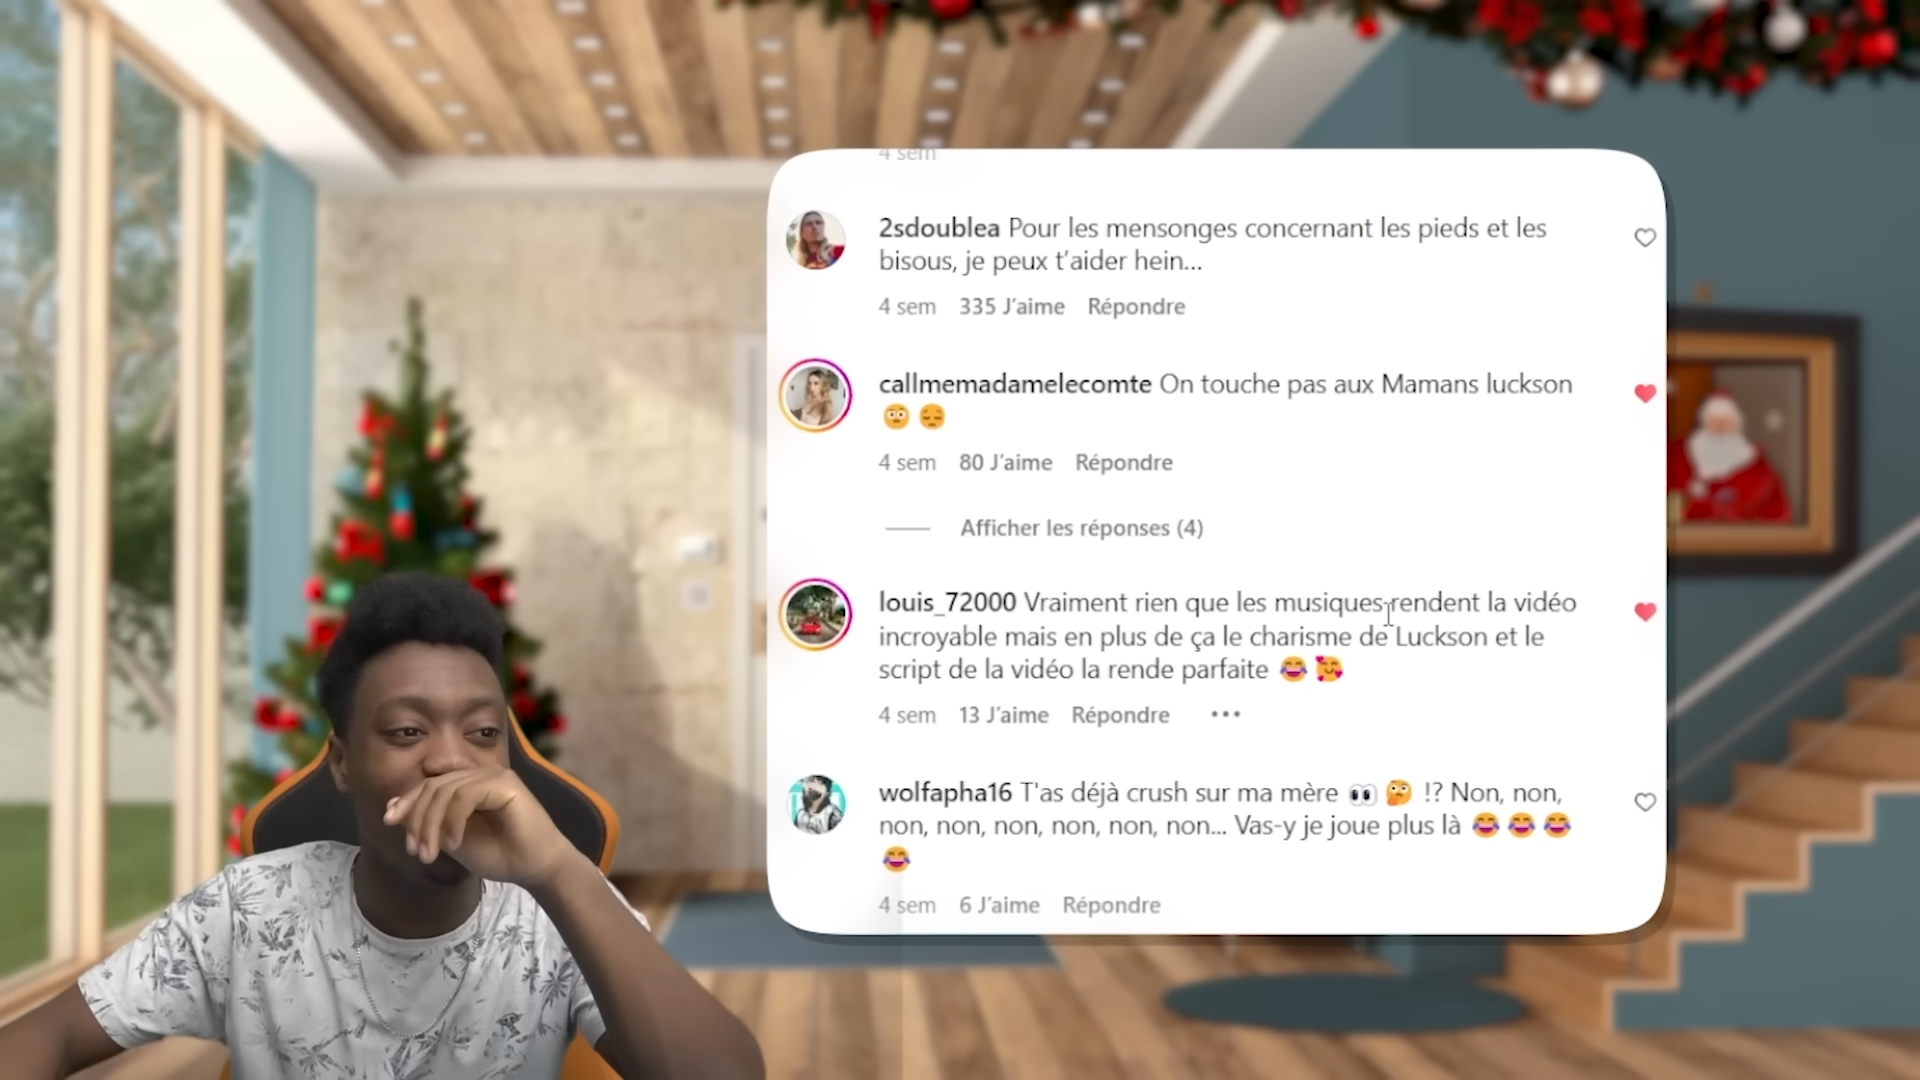 4 sem
2sdoublea Pour les mensonges concernant les pieds et les
bisous, je peux t'aider hein...
4 sem 335 J'aime Répondre
callmemadamelecomte On touche pas aux Mamans luckson
😳 😔
4 sem 80 J'aime Répondre
Afficher les réponses (4)
louis_72000 Vraiment rien que les musiques rendent la vidéo
incroyable mais en plus de ça le charisme de Luckson et le
script de la vidéo la rende parfaite 😂 🥰
4 sem 13 J'aime Répondre •••
wolfapha16 T'as déjà crush sur ma mère 👀 🤔 !? Non, non,
non, non, non, non, non, non... Vas-y je joue plus là 😂 😂 😂
😂
4 sem 6 J'aime Répondre